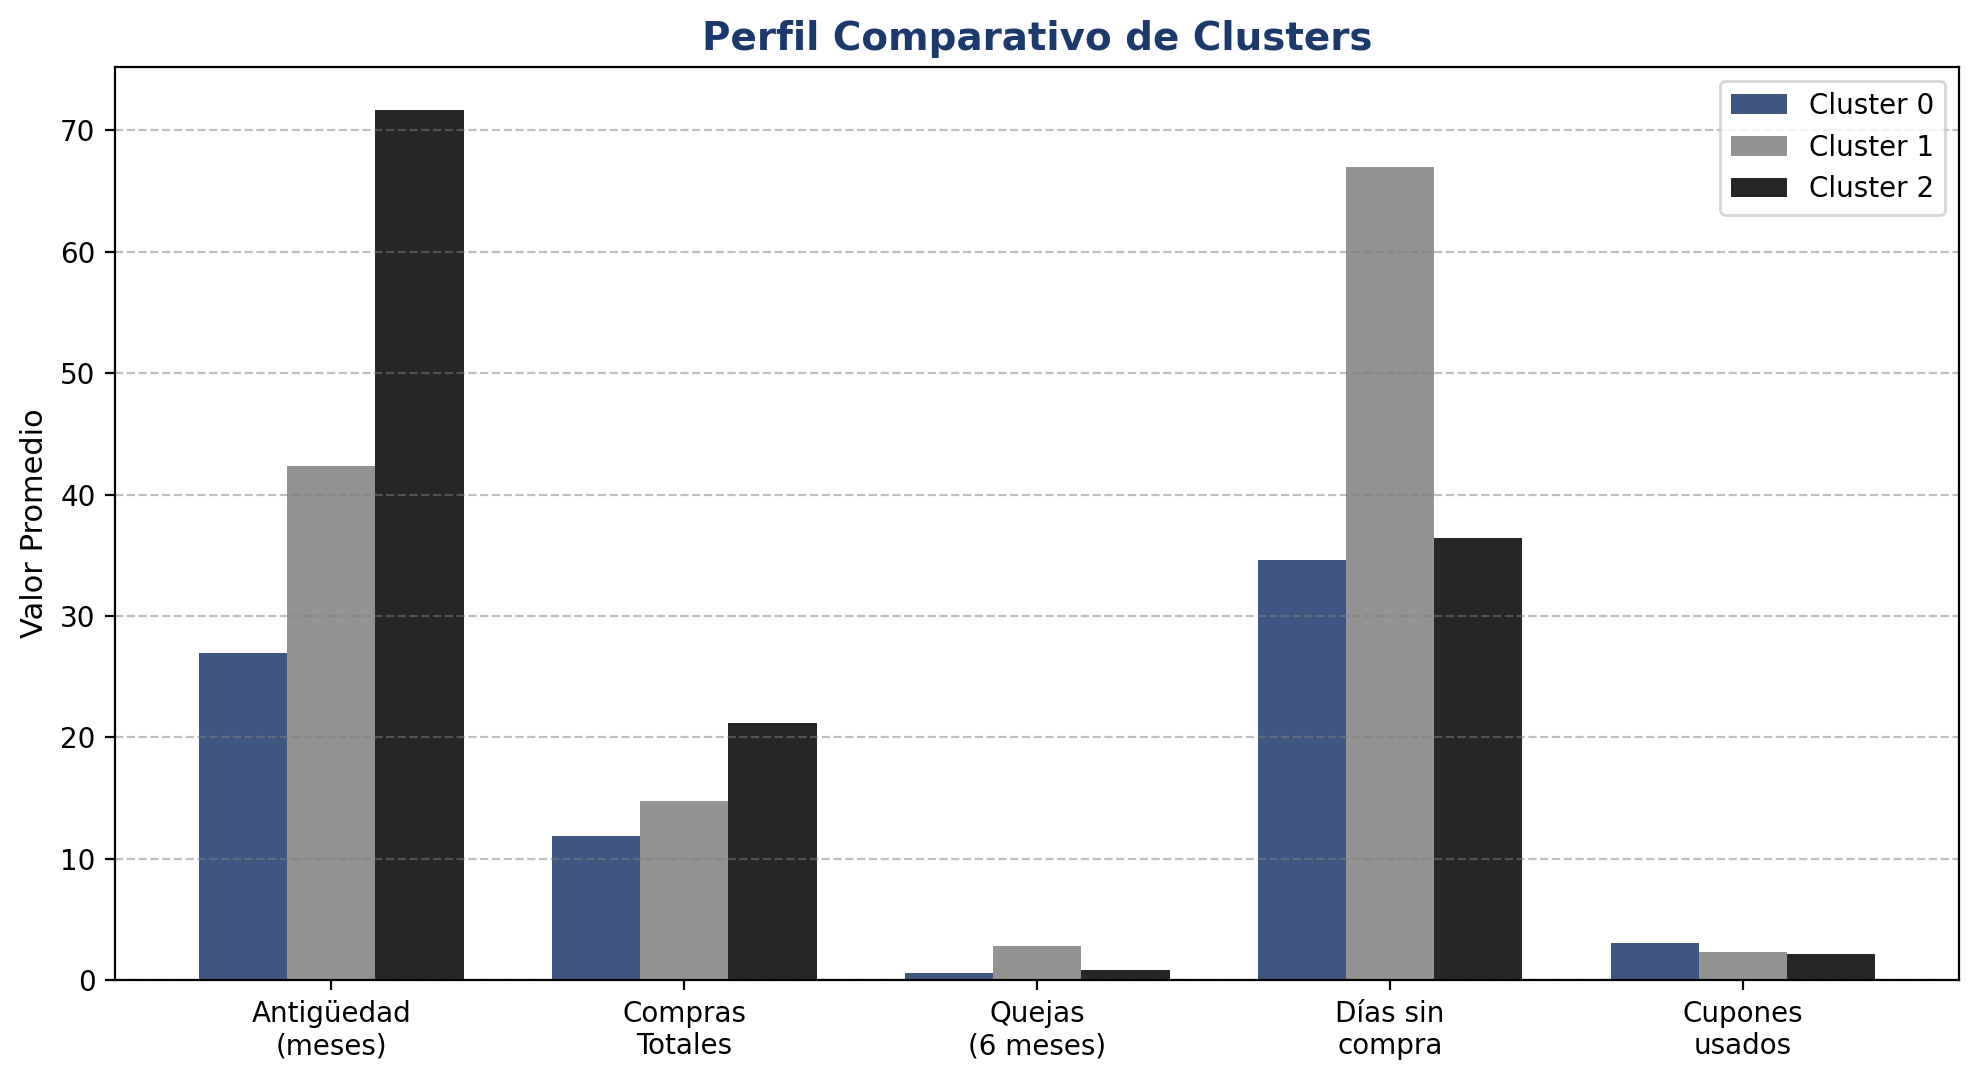 Perfil Comparativo de Clusters
Cluster 0
Cluster 1
Cluster 2
Valor Promedio
70
60
50
40
30
20
10
0
Antigüedad
(meses)
Compras
Totales
Quejas
(6 meses)
Días sin
compra
Cupones
usados